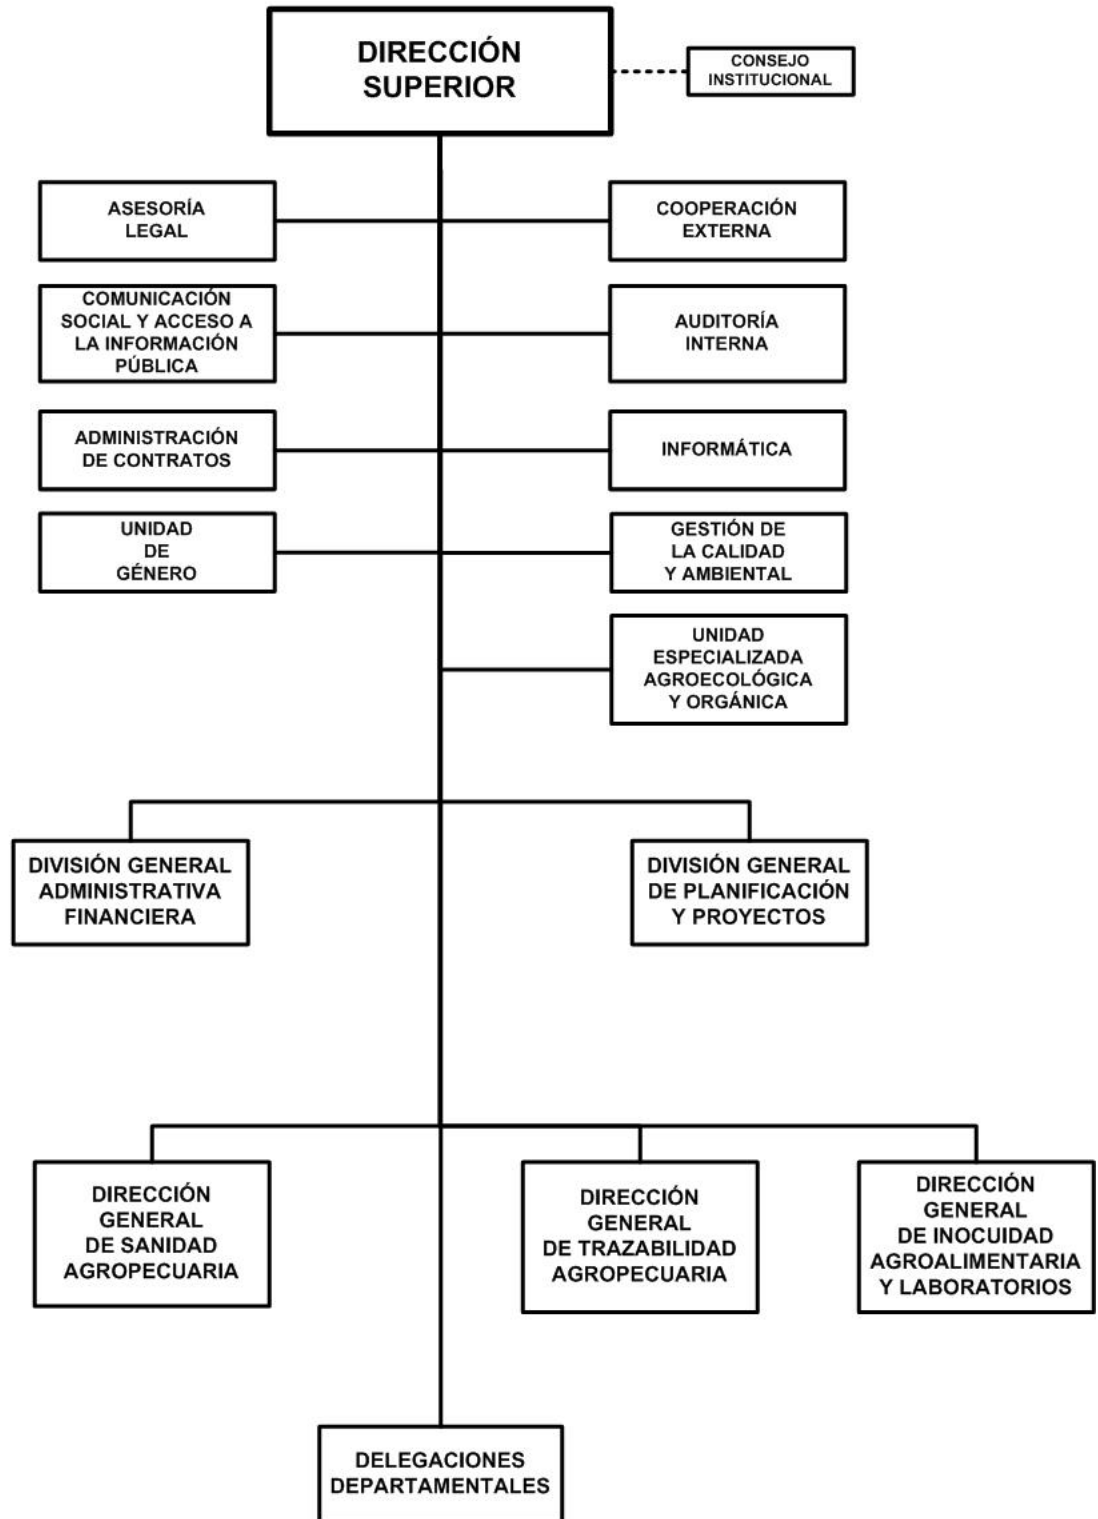 DIRECCIÓN
SUPERIOR
CONSEJO
INSTITUCIONAL
ASESORÍA
LEGAL
COOPERACIÓN
EXTERNA
COMUNICACIÓN
SOCIAL Y ACCESO A
LA INFORMACIÓN
PÚBLICA
AUDITORÍA
INTERNA
ADMINISTRACIÓN
DE CONTRATOS
INFORMÁTICA
UNIDAD
DE
GÉNERO
GESTIÓN DE
LA CALIDAD
Y AMBIENTAL
UNIDAD
ESPECIALIZADA
AGROECOLÓGICA
Y ORGÁNICA
DIVISIÓN GENERAL
ADMINISTRATIVA
FINANCIERA
DIVISIÓN GENERAL
DE PLANIFICACIÓN
Y PROYECTOS
DIRECCIÓN
GENERAL
DE SANIDAD
AGROPECUARIA
DIRECCIÓN
GENERAL
DE TRAZABILIDAD
AGROPECUARIA
DIRECCIÓN
GENERAL
DE INOCUIDAD
AGROALIMENTARIA
Y LABORATORIOS
DELEGACIONES
DEPARTAMENTALES